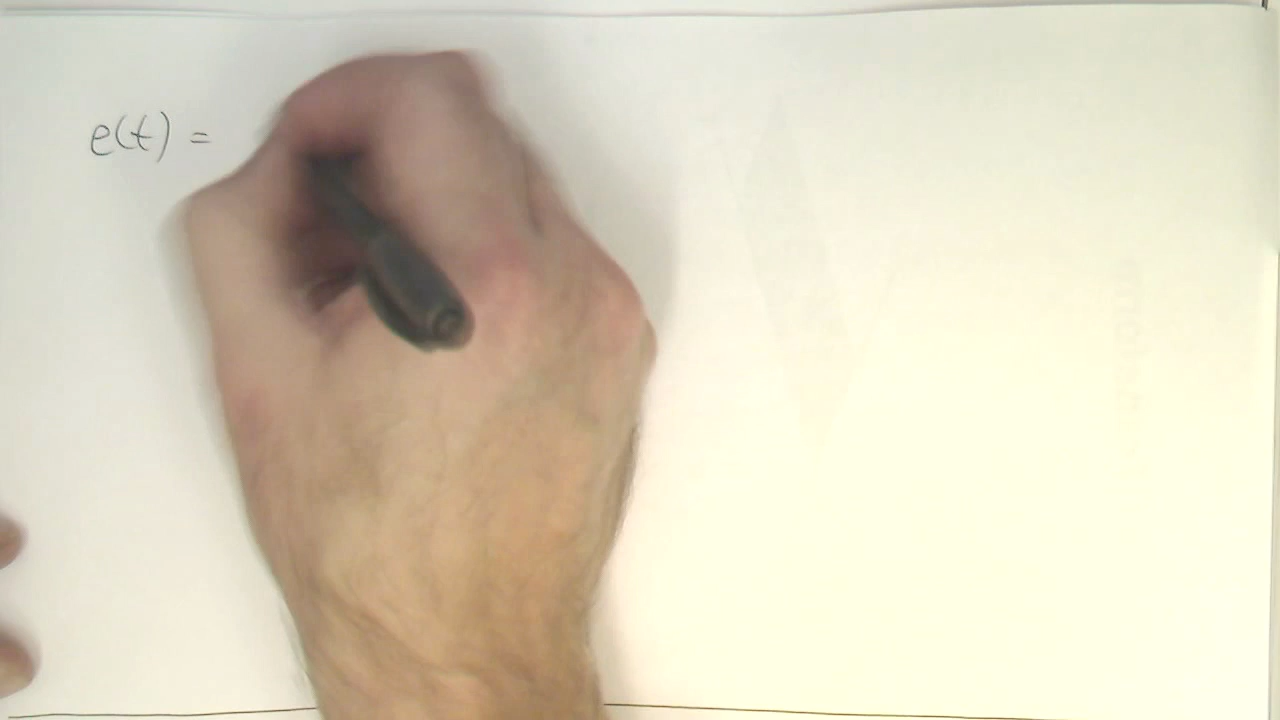 e(t) =